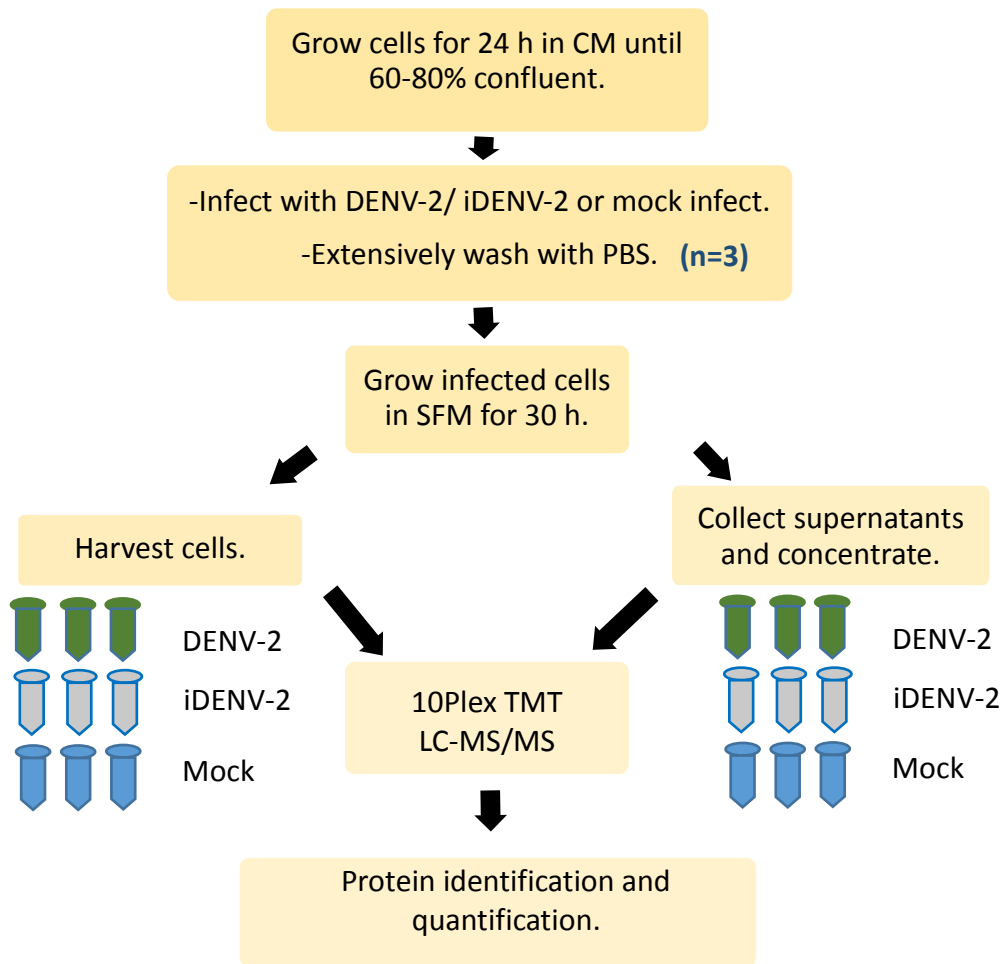 Grow cells for 24 h in CM until
60-80% confluent.
-Infect with DENV-2/ iDENV-2 or mock infect.
-Extensively wash with PBS. (n=3)
Grow infected cells
in SFM for 30 h.
Harvest cells.
Collect supernatants
and concentrate.
DENV-2
iDENV-2
Mock
10Plex TMT
LC-MS/MS
DENV-2
iDENV-2
Mock
Protein identification and
quantification.